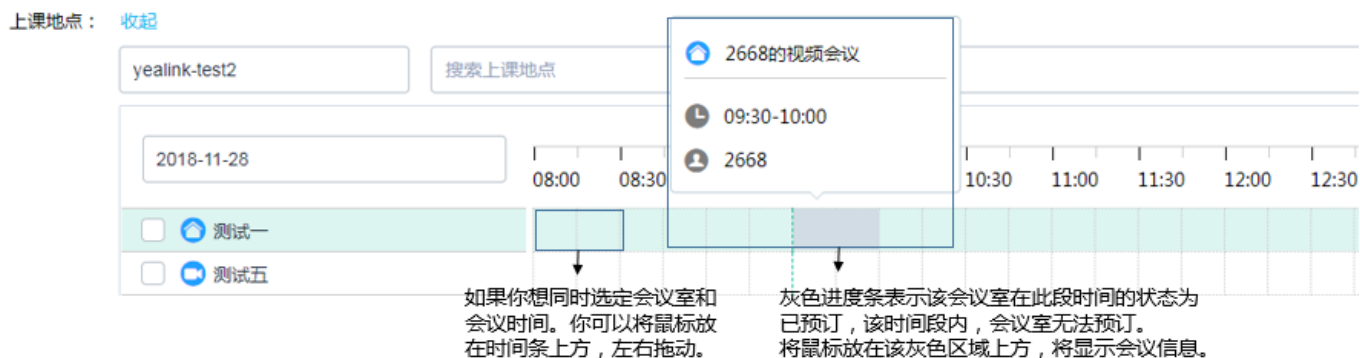 上课地点： 收起
yealink-test2 搜索上课地点
2668的视频会议
09:30-10:00
2668
2018-11-28
08:00 08:30 10:30 11:00 11:30 12:00 12:30
测试一
测试五
如果你想同时选定会议室和
会议时间。你可以将鼠标放
在时间条上方，左右拖动。
灰色进度条表示该会议室在此段时间的状态为
已预订，该时间段内，会议室无法预订。
将鼠标放在该灰色区域上方，将显示会议信息。